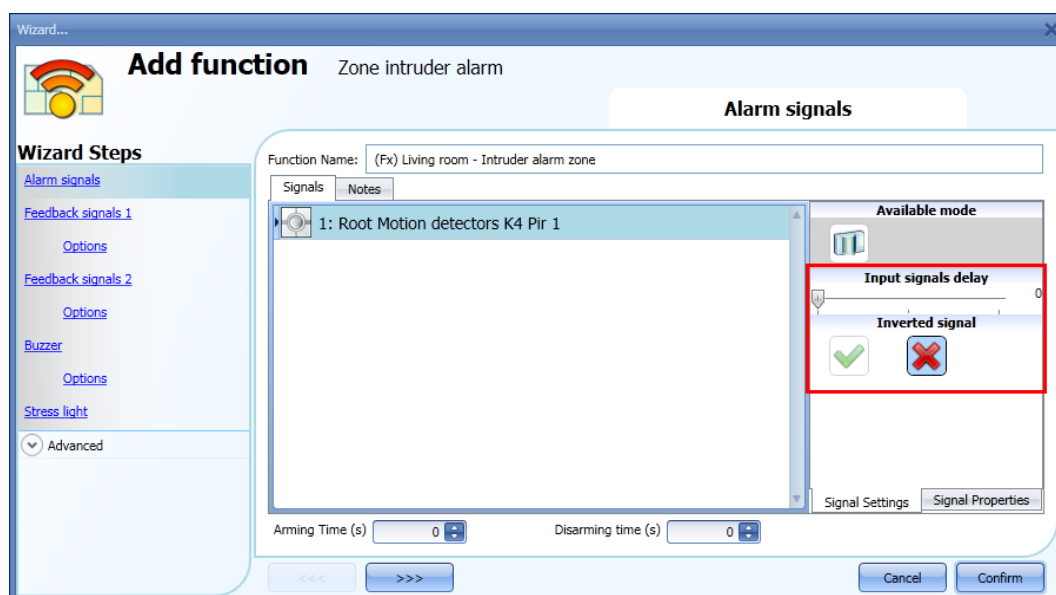 Wizard...
Add function Zone intruder alarm
Alarm signals
Wizard Steps
Alarm signals
Feedback signals 1
Options
Feedback signals 2
Options
Buzzer
Options
Stress light
Advanced
Function Name: (Fx) Living room - Intruder alarm zone
Signals Notes
1: Root Motion detectors K4 Pir 1
Available mode
Input signals delay
0
Inverted signal
Signal Settings Signal Properties
Arming Time (s) 0 Disarming time (s) 0
<<< >>> Cancel Confirm